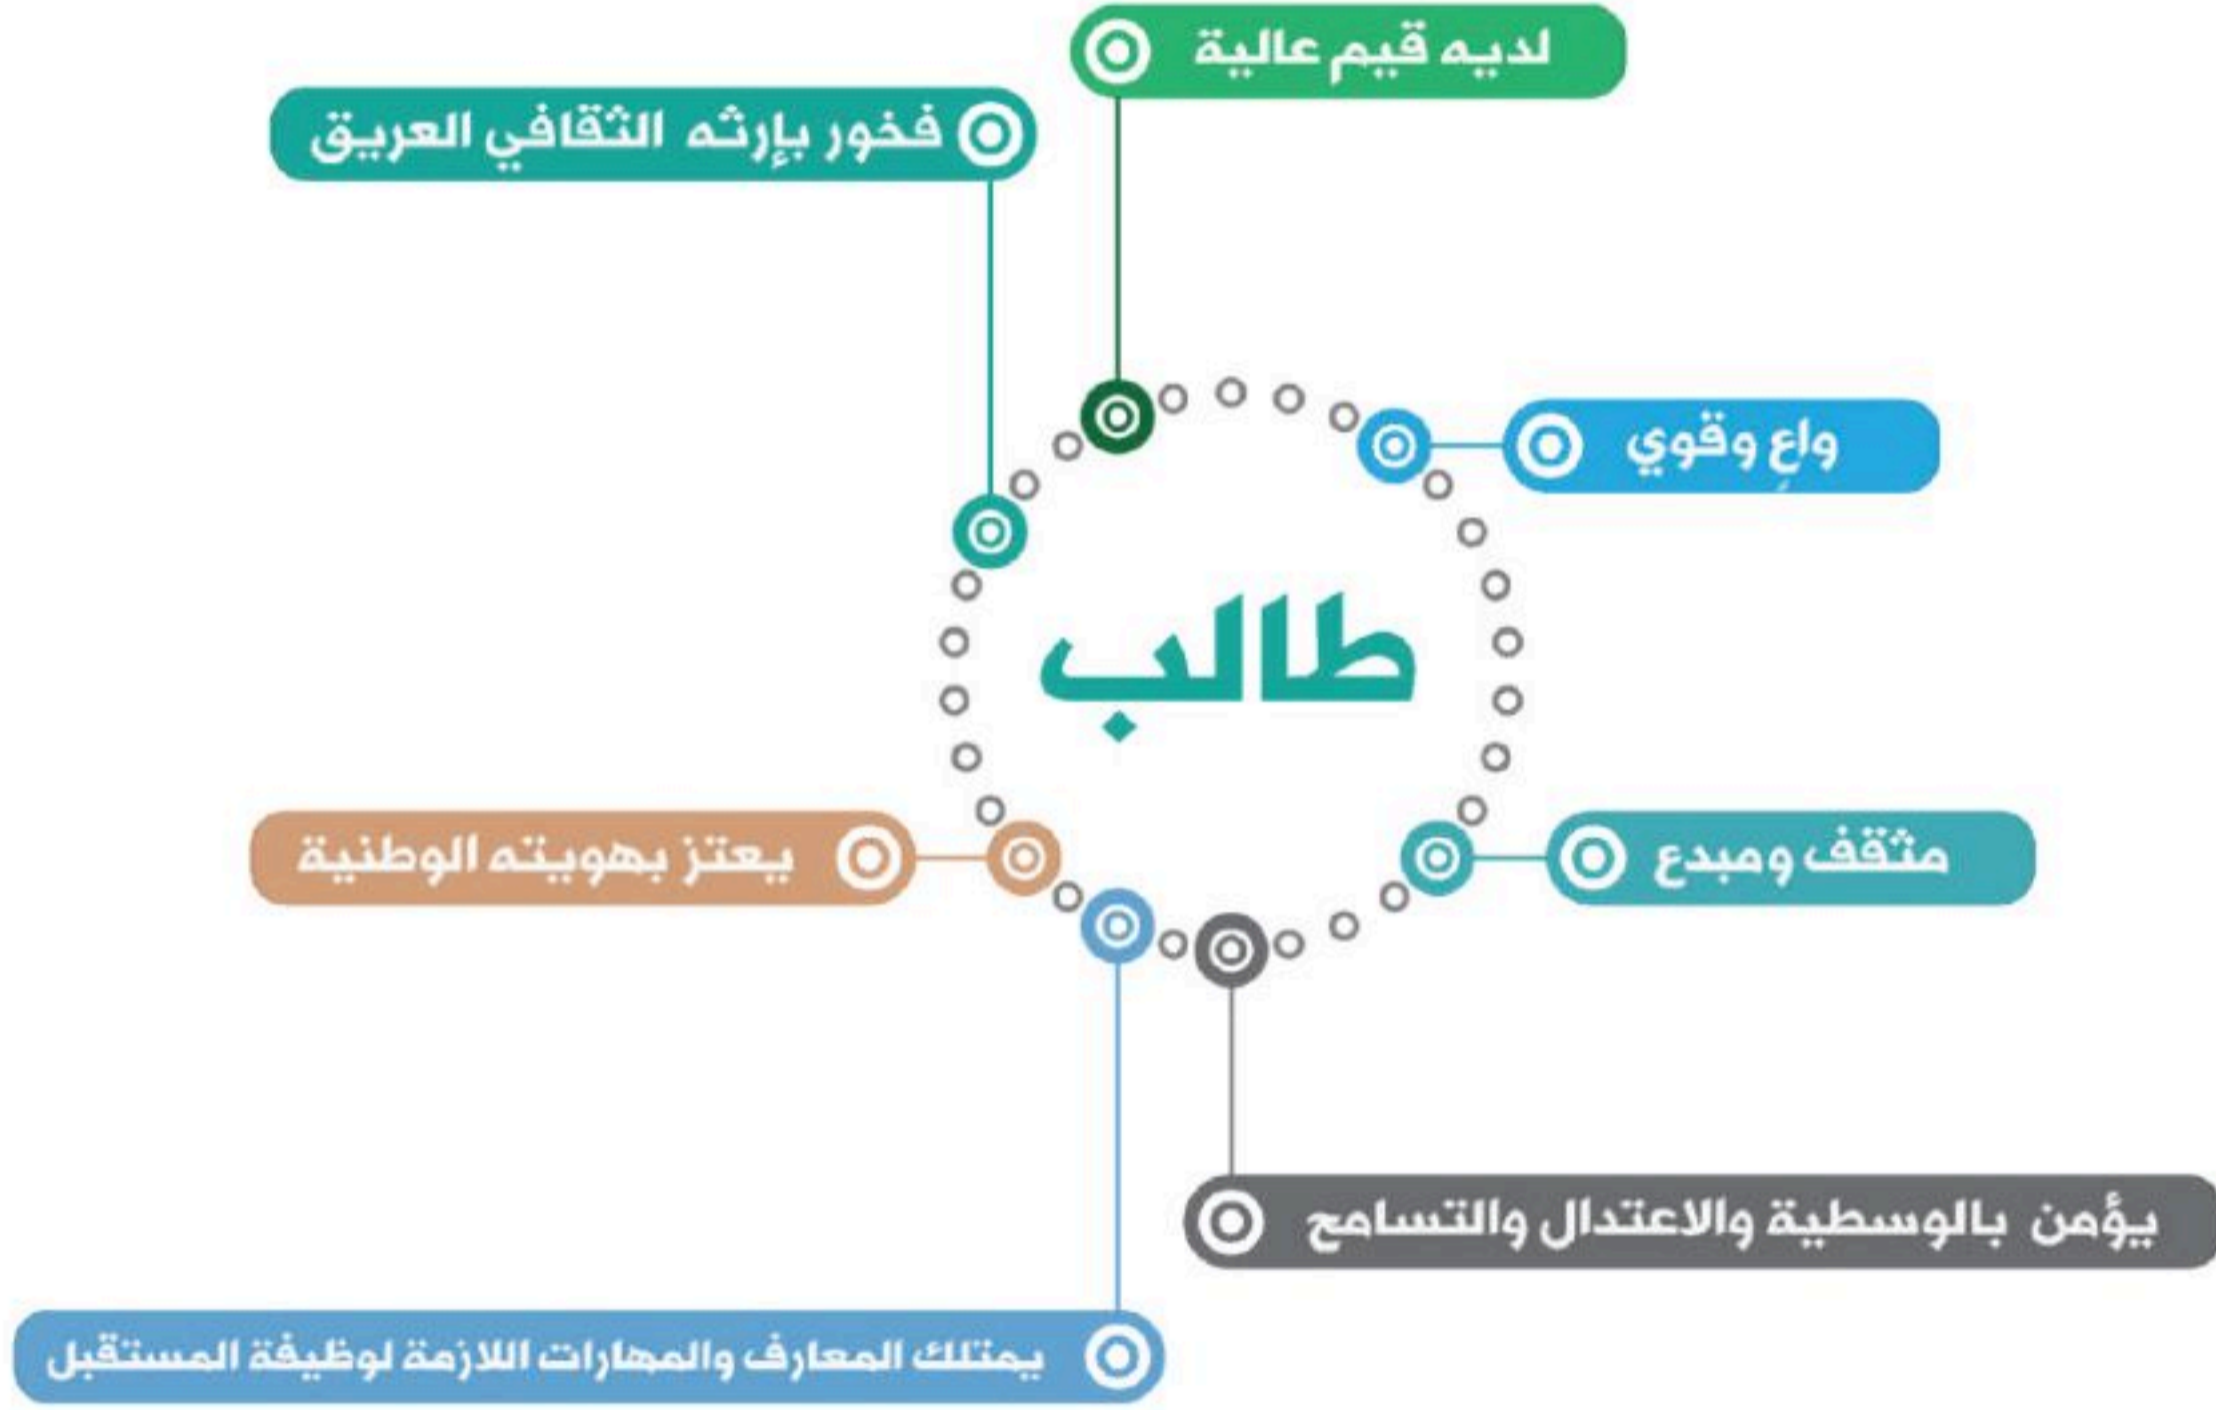 لديه قيم عالية
فخور بإرثه الثقافي العريق
واعٍ وقوي
طالب
مثقف ومبدع
يعتز بهويته الوطنية
يؤمن بالوسطية والاعتدال والتسامح
يمتلك المعارف والمهارات اللازمة لوظيفة المستقبل